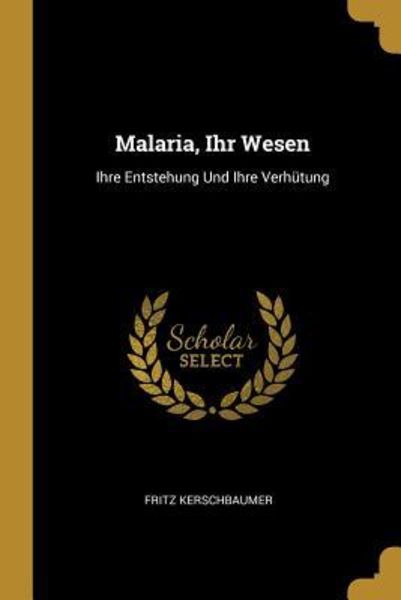 Malaria, Ihr Wesen
Ihre Entstehung Und Ihre Verhütung
Scholar
SELECT
FRITZ KERSCHBAUMER